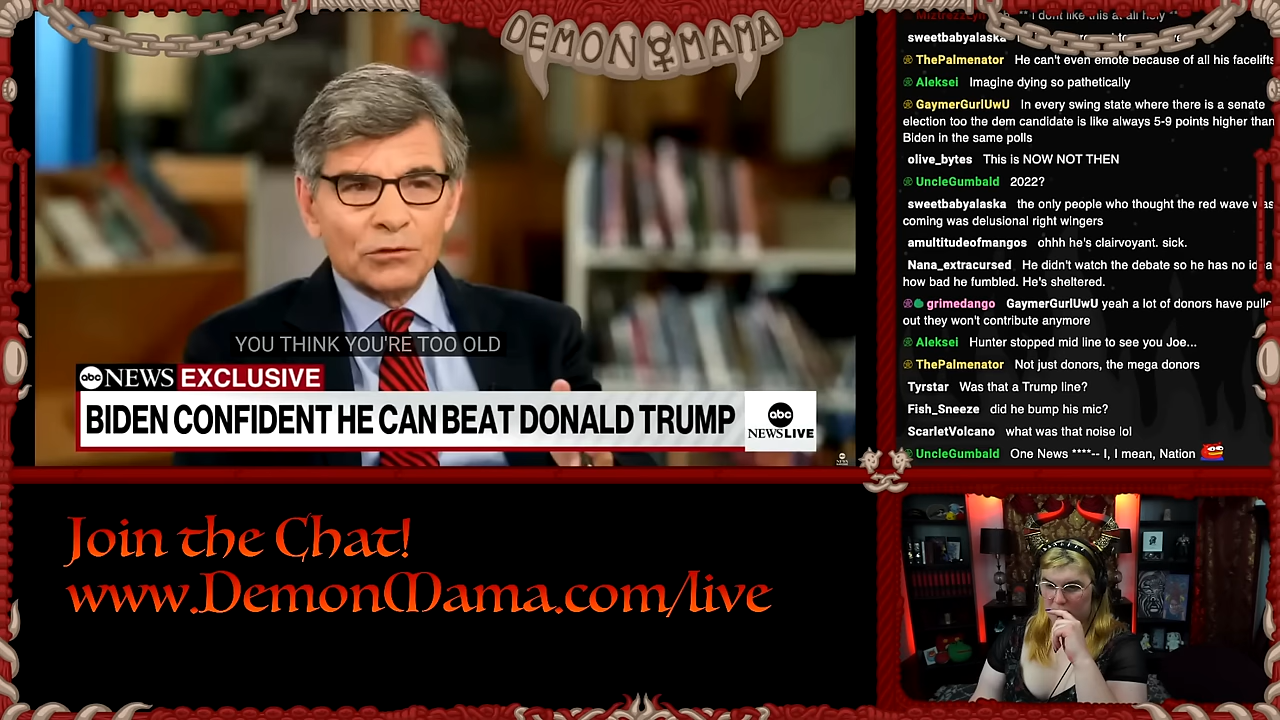 DEMON MAMA
YOU THINK YOU'RE TOO OLD
abc NEWS EXCLUSIVE
BIDEN CONFIDENT HE CAN BEAT DONALD TRUMP
abc
NEWS LIVE
i dont like this at all holy
sweetbabyalaska
ThePalmenator He can't even emote because of all his facelifts
Aleksei Imagine dying so pathetically
GaymerGurlUwU In every swing state where there is a senate
election too the dem candidate is like always 5-9 points higher than
Biden in the same polls
olive_bytes This is NOW NOT THEN
UncleGumbald 2022?
sweetbabyalaska the only people who thought the red wave was
coming was delusional right wingers
amultitudeofmangos ohhh he's clairvoyant. sick.
Nana_extracursed He didn't watch the debate so he has no idea
how bad he fumbled. He's sheltered.
grimedango GaymerGurlUwU yeah a lot of donors have pulle
out they won't contribute anymore
Aleksei Hunter stopped mid line to see you Joe...
ThePalmenator Not just donors, the mega donors
Tyrstar Was that a Trump line?
Fish_Sneeze did he bump his mic?
ScarletVolcano what was that noise lol
UncleGumbald One News ****-- I, I mean, Nation
Join the Chat!
www.DemonMama.com/live